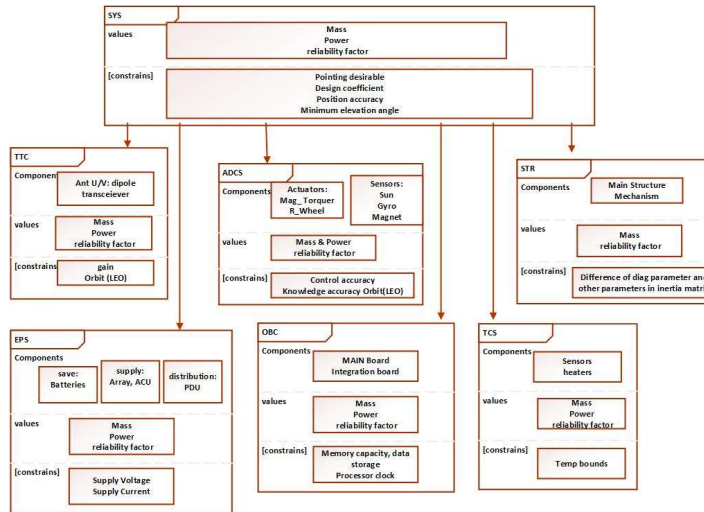 SYS
values
Mass
Power
reliability factor
[constrains]
Pointing desirable
Design coefficient
Position accuracy
Minimum elevation angle
TTC
Component
Ant U/V: dipole
transceiever
values
Mass
Power
reliability factor
[constrains
gain
Orbit (LEO)
ADCS
Components
Actuators:
Mag_ Torquer
R_Wheel
Sensors:
Sun
Gyro
Magnet
values
Mass & Power
reliability factor
[constrains]
Control accuracy
Knowledge accuracy Orbit(LEO)
STR
Components
Main Structure
Mechanism
values
Mass
reliability factor
[constrains]
Difference of diag parameter and
other parameters in inertia matri
EPS
Components
save:
Batteries
supply:
Array, ACU
distribution:
PDU
values
Mass
Power
reliability factor
[constrains]
Supply Voltage
Supply Current
OBC
Components
MAIN Board
Integration board
values
Mass
Power
reliability factor
[constrains]
Memory capacity, data
storage
Processor clock
TCS
Components
Sensors
heaters
values
Mass
Power
reliability factor
[constrains]
Temp bounds